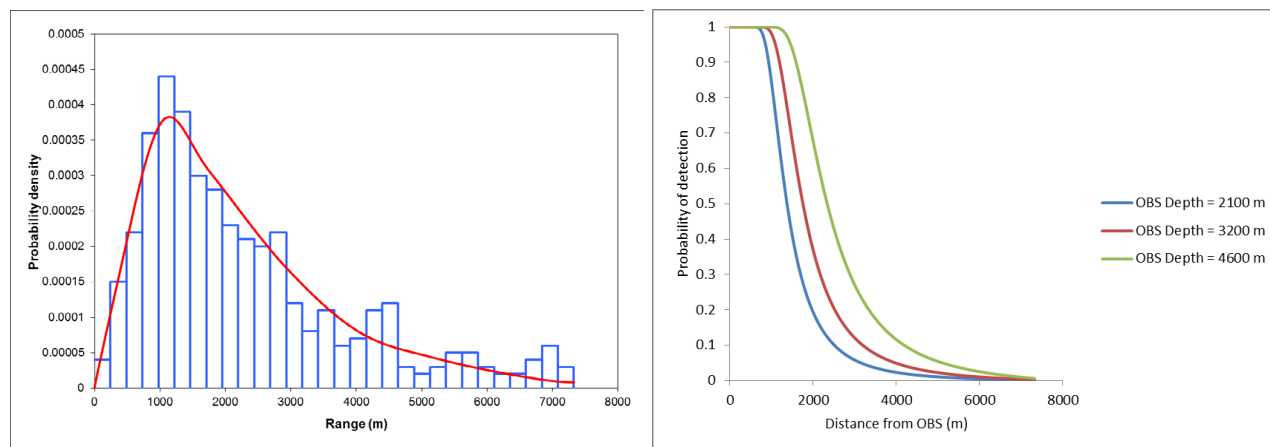 0.0005
0.00045
0.0004
0.00035
0.0003
0.00025
0.0002
0.00015
0.0001
0.00005
0
Probability density
0 1000 2000 3000 4000 5000 6000 7000 8000
Range (m)
1
0.9
0.8
0.7
0.6
0.5
0.4
0.3
0.2
0.1
0
Probability of detection
0 2000 4000 6000 8000
Distance from OBS (m)
OBS Depth = 2100 m
OBS Depth = 3200 m
OBS Depth = 4600 m